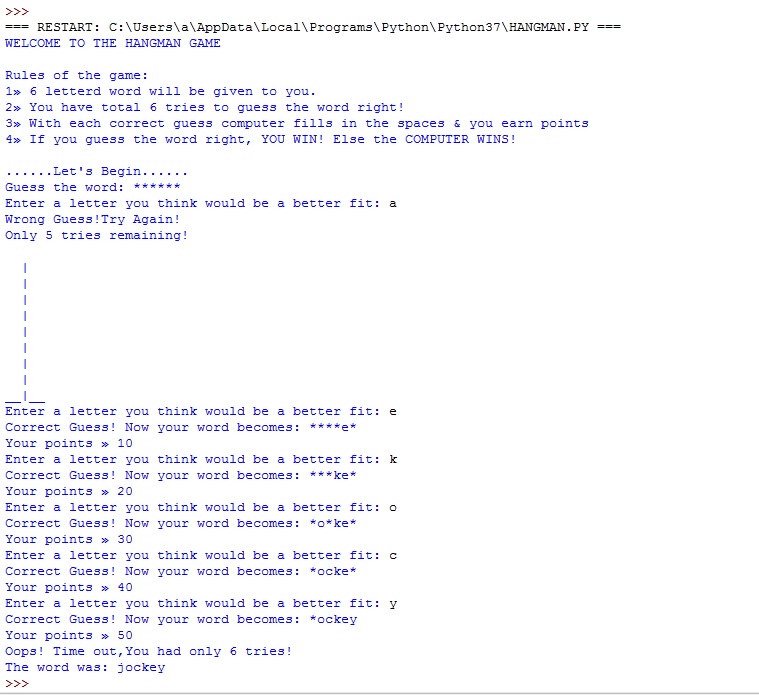 >>>
=== RESTART: C:\Users\a\AppData\Local\Programs\Python\Python37\HANGMAN.PY ===
WELCOME TO THE HANGMAN GAME
Rules of the game:
1» 6 letterd word will be given to you.
2» You have total 6 tries to guess the word right!
3» With each correct guess computer fills in the spaces & you earn points
4» If you guess the word right, YOU WIN! Else the COMPUTER WINS!
......Let's Begin......
Guess the word: ******
Enter a letter you think would be a better fit: a
Wrong Guess!Try Again!
Only 5 tries remaining!
  |
  |
  |
  |
  |
  |
  |
  |
__|__
Enter a letter you think would be a better fit: e
Correct Guess! Now your word becomes: ****e*
Your points » 10
Enter a letter you think would be a better fit: k
Correct Guess! Now your word becomes: ***ke*
Your points » 20
Enter a letter you think would be a better fit: o
Correct Guess! Now your word becomes: *o*ke*
Your points » 30
Enter a letter you think would be a better fit: c
Correct Guess! Now your word becomes: *ocke*
Your points » 40
Enter a letter you think would be a better fit: y
Correct Guess! Now your word becomes: *ockey
Your points » 50
Oops! Time out,You had only 6 tries!
The word was: jockey
>>>